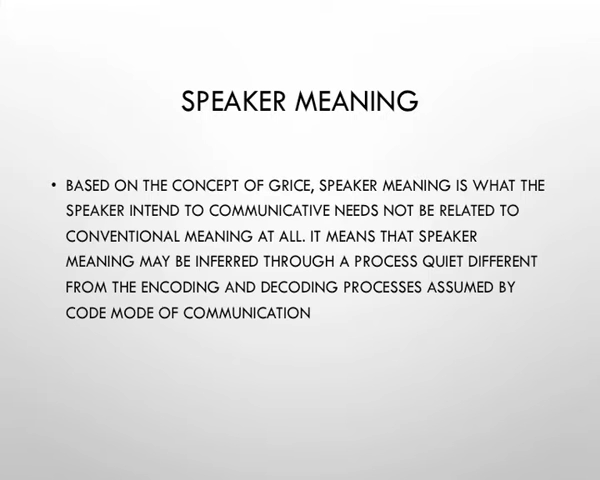 SPEAKER MEANING
• BASED ON THE CONCEPT OF GRICE, SPEAKER MEANING IS WHAT THE
SPEAKER INTEND TO COMMUNICATIVE NEEDS NOT BE RELATED TO
CONVENTIONAL MEANING AT ALL. IT MEANS THAT SPEAKER
MEANING MAY BE INFERRED THROUGH A PROCESS QUIET DIFFERENT
FROM THE ENCODING AND DECODING PROCESSES ASSUMED BY
CODE MODE OF COMMUNICATION